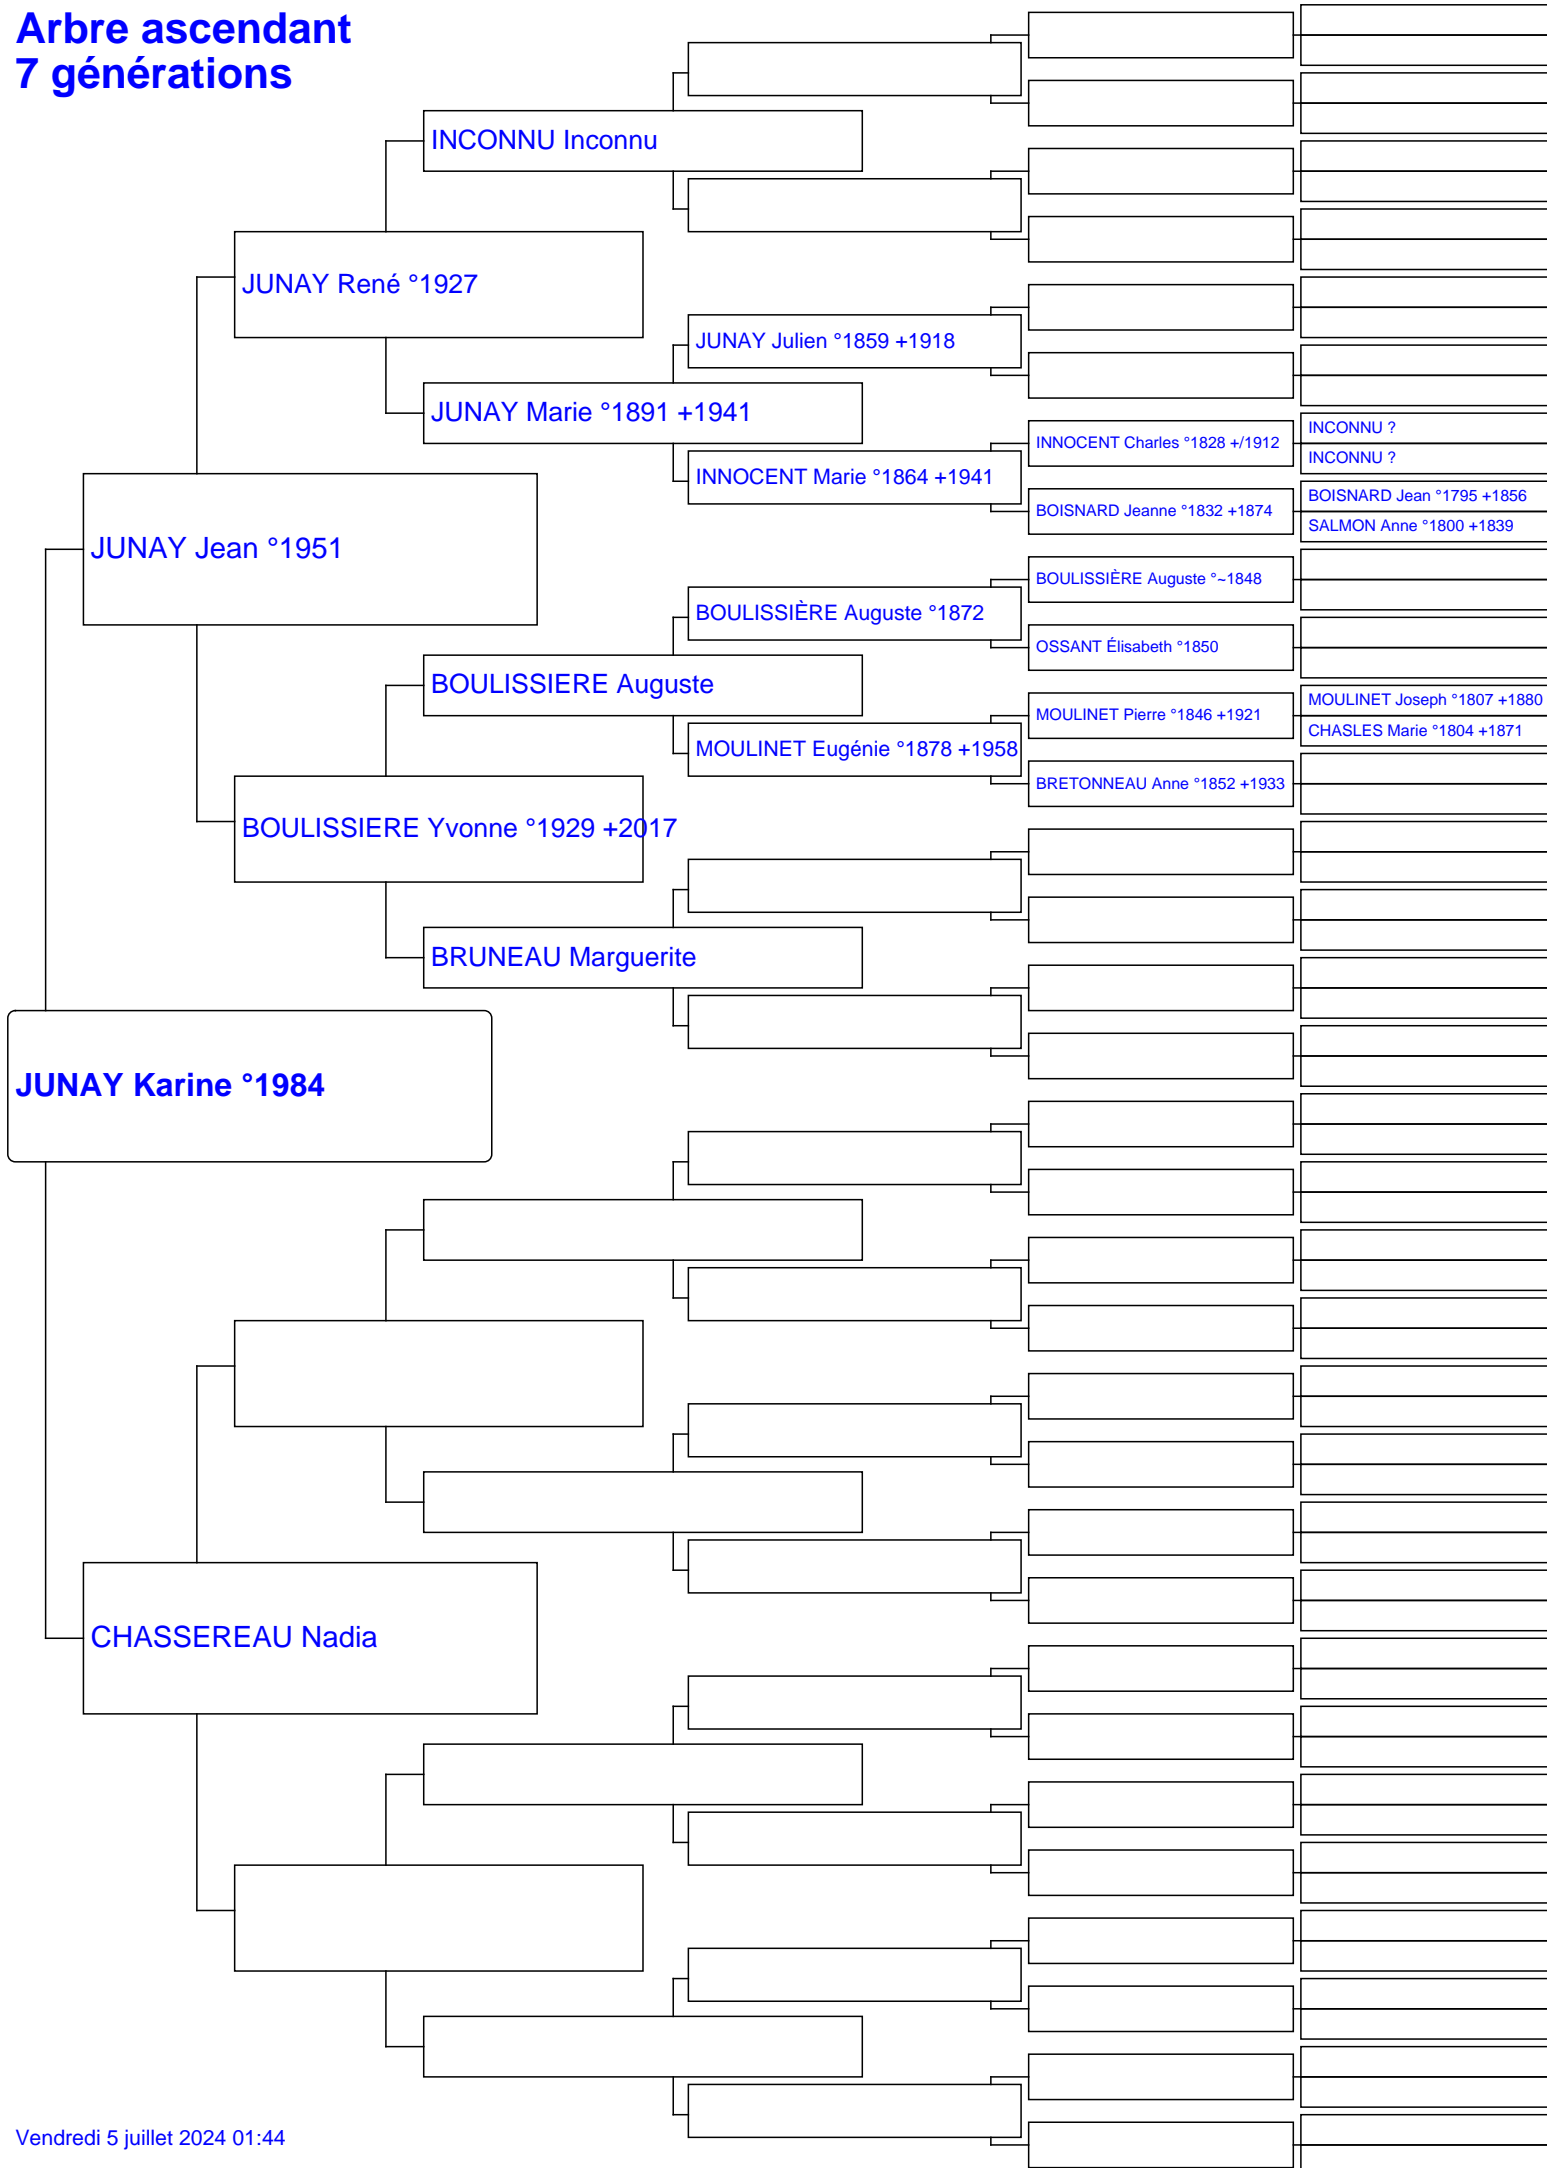 Arbre ascendant
7 générations
INCONNU Inconnu
JUNAY René °1927
JUNAY Julien °1859 +1918
JUNAY Marie °1891 +1941
INNOCENT Charles °1828 +/1912
INCONNU ?
INCONNU ?
INNOCENT Marie °1864 +1941
BOISNARD Jeanne °1832 +1874
BOISNARD Jean °1795 +1856
SALMON Anne °1800 +1839
JUNAY Jean °1951
BOULISSIÈRE Auguste °~1848
BOULISSIÈRE Auguste °1872
OSSANT Élisabeth °1850
BOULISSIERE Auguste
MOULINET Pierre °1846 +1921
MOULINET Joseph °1807 +1880
CHASLES Marie °1804 +1871
MOULINET Eugénie °1878 +1958
BRETONNEAU Anne °1852 +1933
BOULISSIERE Yvonne °1929 +2017
BRUNEAU Marguerite
JUNAY Karine °1984
CHASSEREAU Nadia
Vendredi 5 juillet 2024 01:44